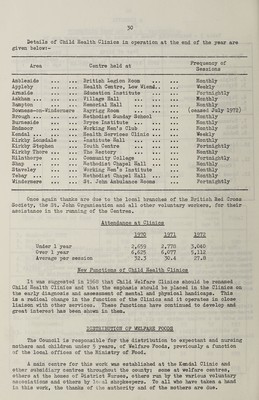 30
Details of Child Health Clinics in operation at the end of the year are
given below:-
Area Centre held at Frequency of Sessions
Ambleside ... ... British Legion Room ... ... Monthly
Appleby ... ... Health Centre, Low Wiend... ... Weekly
Arnside ... ... Education Institute ... ... Fortnightly
Askham ... ... Village Hall ... ... Monthly
Bampton ... ... Memorial Hall ... ... Monthly
Bowness-on-Windermere Rayrigg Room ... ... (ceased July 1972)
Brough ... ... Methodist Sunday School ... Monthly
Burneside ... ... Bryce Institute ... ... Monthly
Endmoor ... ... Working Men's Club ... Monthly
Kendal ... ... Health Services Clinic ... Weekly
Kirkby Lonsdale ... Institute Hall ... ... Monthly
Kirkby Stephen ... Youth Centre ... ... Fortnightly
Kirkby Thore ... The Rectory ... ... Monthly
Milnthorpe ... Community College ... Fortnightly
Shap ... ... Methodist Chapel Hall ... Monthly
Staveley ... ... Working Men's Institute ... Monthly
Tebay ... ... Methodist Chapel Hall ... Monthly
Windermere ... St. John Ambulance Rooms ... Fortnightly
Once again thanks are due to the local branches of the British Red Cross
Society, the St. John Organisation and all other voluntary workers, for their
assistance in the running of the Centres.
Attendance at Clinics
1970 1971 1972
Under 1 year 2,659 2,770 3,040
Over 1 year 6,625 6,077 5,112
Average per session 32.3 30.4 27.8
New Functions of Child Health Clinics
It was suggested in 1968 that Child Welfare Clinics should be renamed
Child Health Clinics and that the emphasis should be placed in the Clinics on
the early diagnosis and assessment of mental and physical handicaps. This
is a radical change in the function of the Clinics and it operates in close
liaison with other services. These functions have continued to develop and
great interest has been shown in them.
DISTRIBUTION OF WELFARE FOODS
The Council is responsible for the distribution to expectant and nursing
mothers and children under 5 years, of Welfare Foods, previously a function
of the local offices of the Ministry of Food.
A main centre for this work was established at the Kendal Clinic and
other subsidiary centres throughout the county: some at welfare centres,
others at the homes of District Nurses, others run by the various voluntary
associations and others by local shopkeepers. To all who have taken a hand
in this work, the thanks of the authority and of the mothers are due.